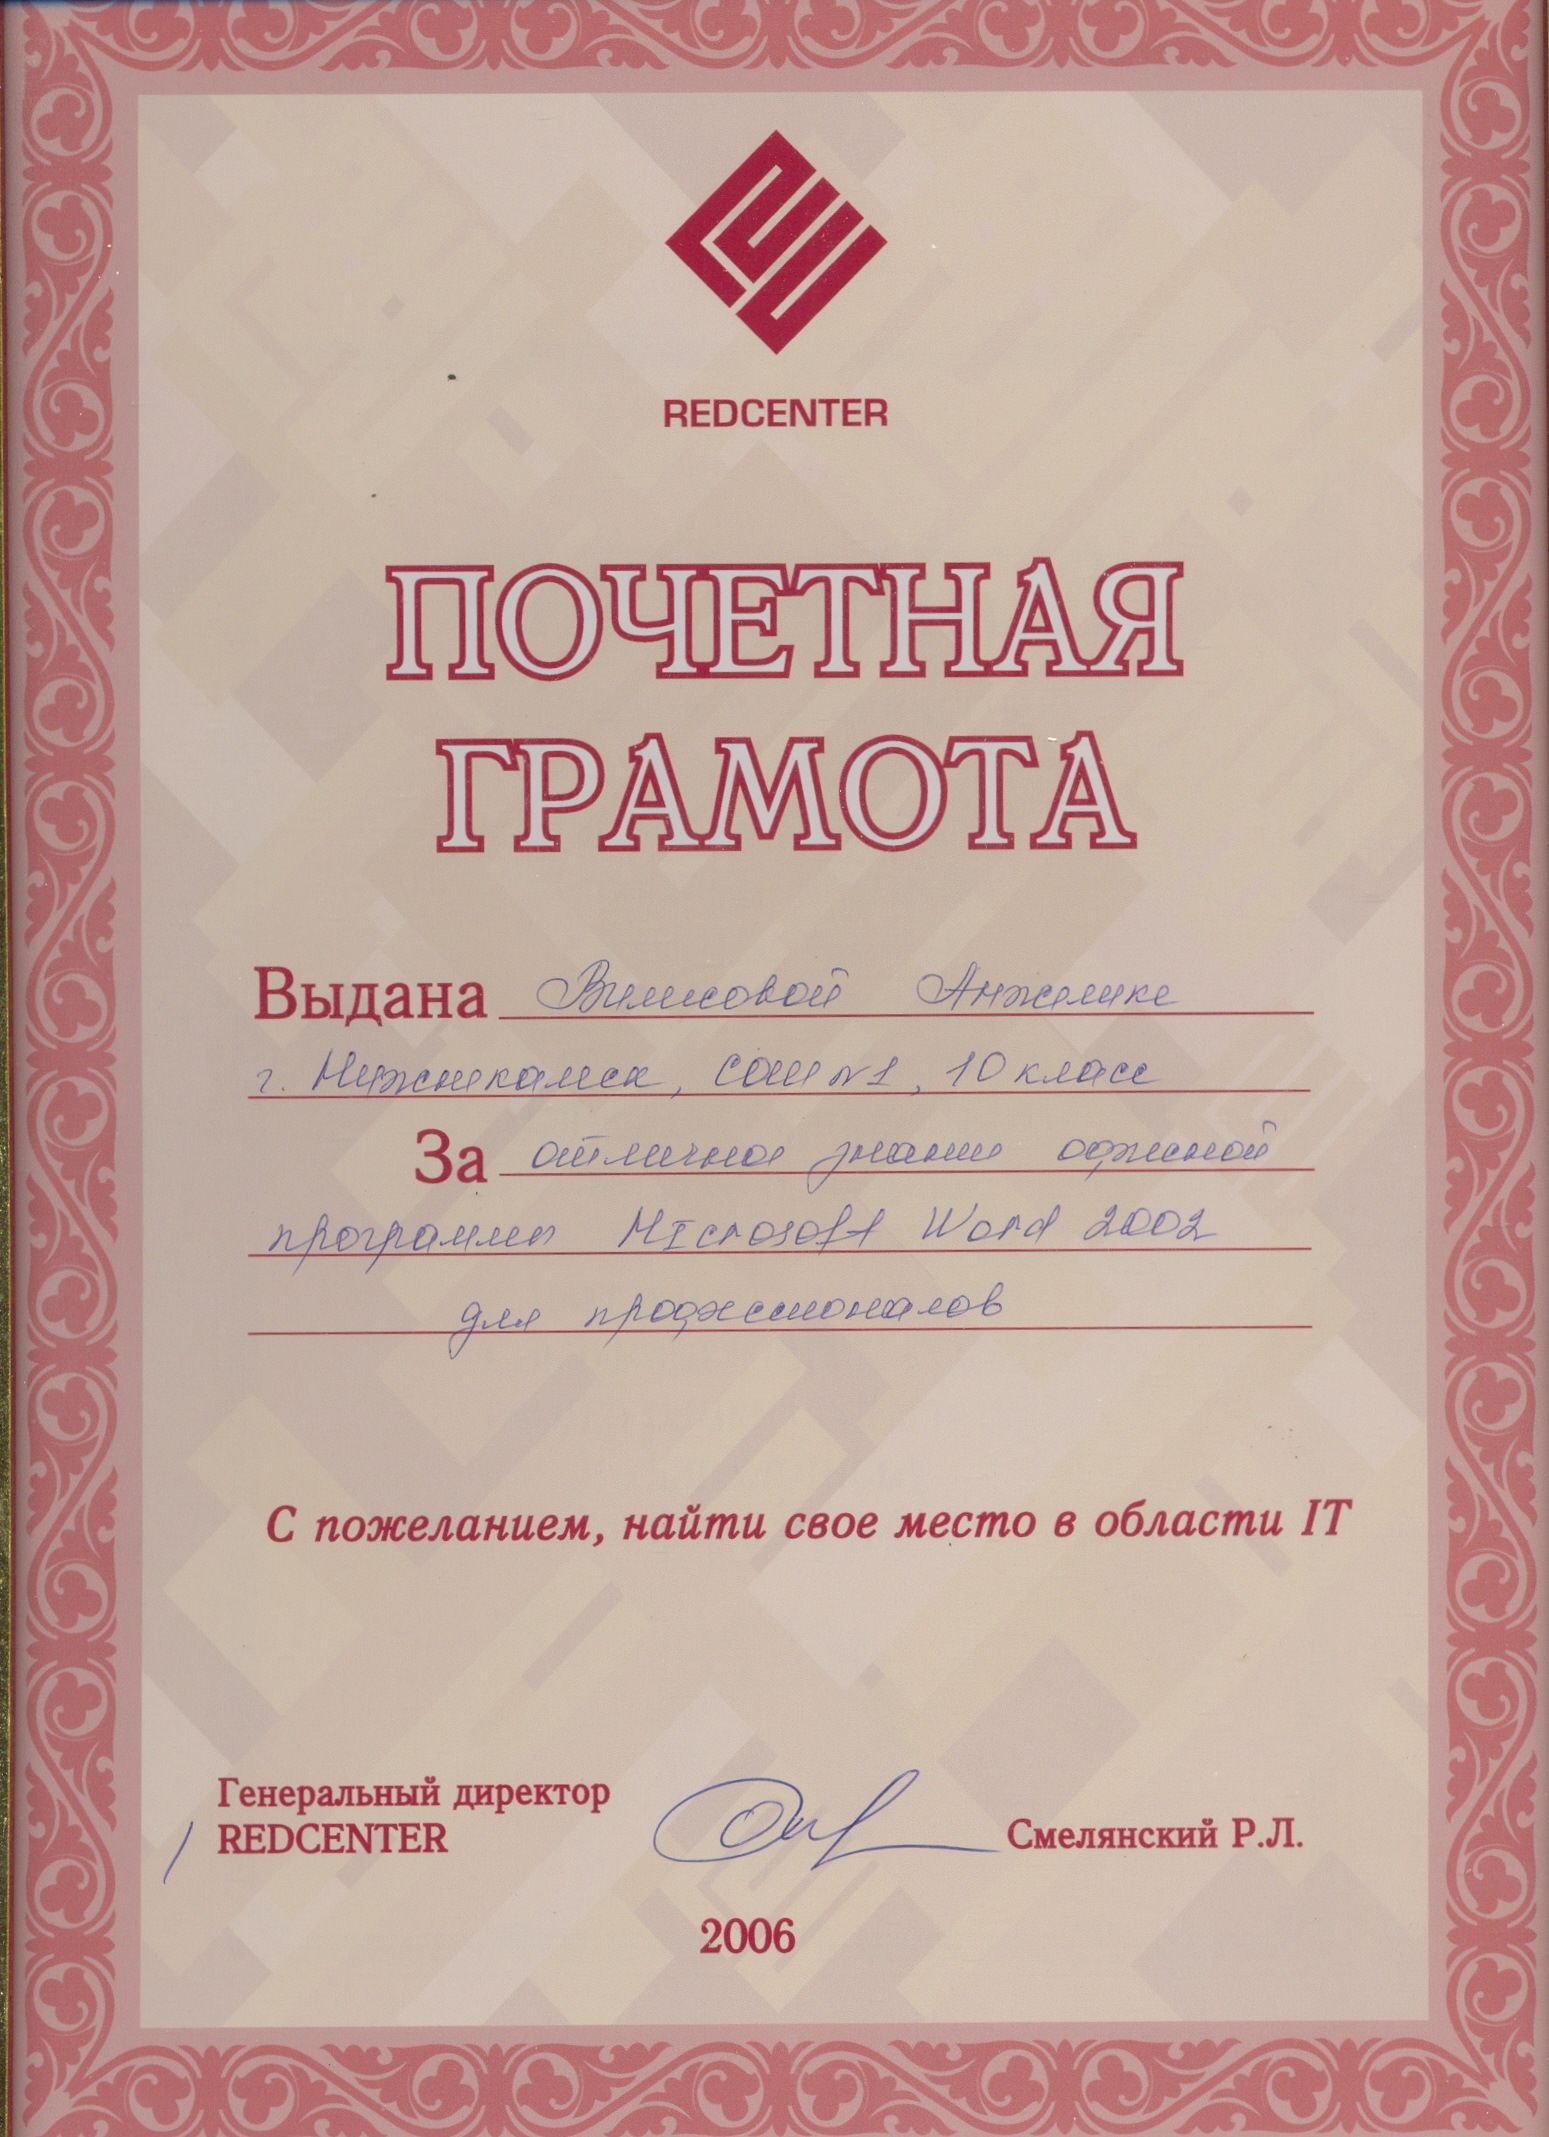 REDCENTER
ПОЧЕТНАЯ
ГРАМОТА
Выдана Вилисовой Анжелике
г. Нижнекамск, СОШ №1, 10 класс
За отличное знание офисной
программы Microsoft Word 2002
для профессионалов
С пожеланием, найти свое место в области IT
Генеральный директор
REDCENTER
Смелянский Р.Л.
2006